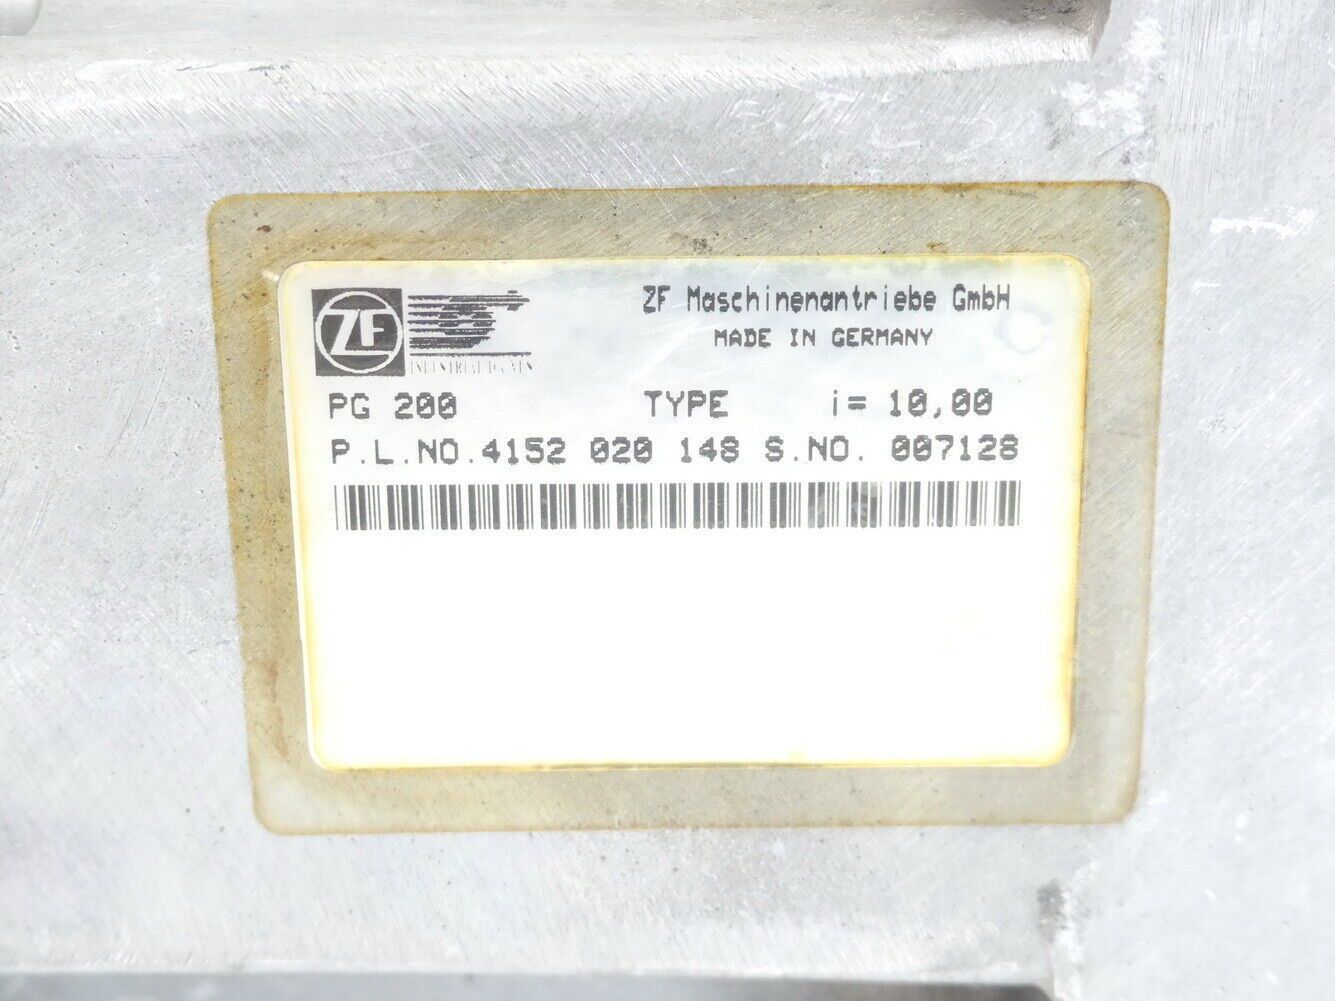 ZF
ZF Maschinenantriebe GmbH
MADE IN GERMANY
PG 200 TYPE i= 10,00
P.L.NO.4152 020 148 S.NO. 007128